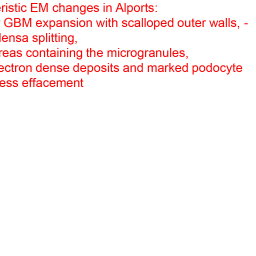 ristic EM changes in Alports:
GBM expansion with scalloped outer walls, -
ensa splitting,
reas containing the microgranules,
ectron dense deposits and marked podocyte
ess effacement